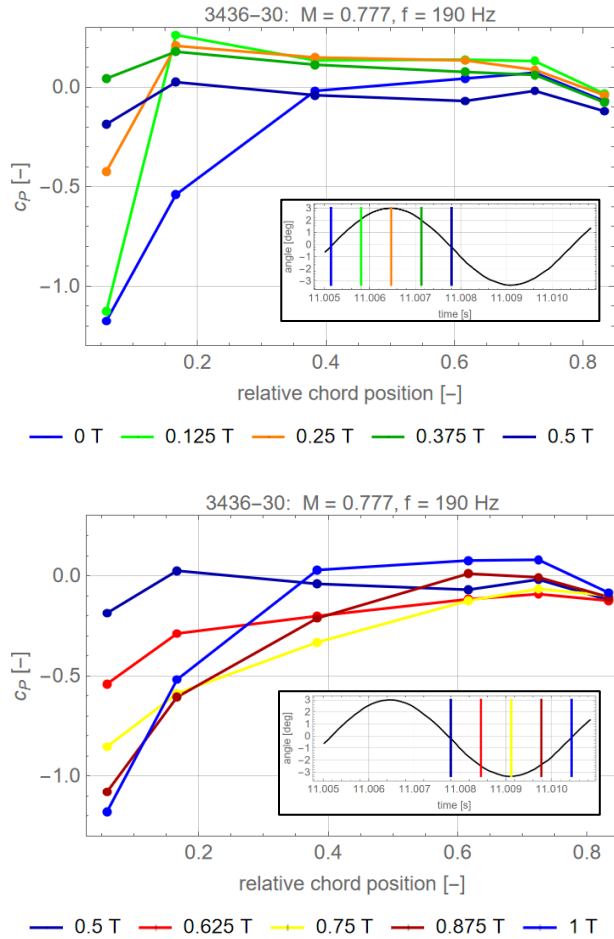 3436–30: M = 0.777, f = 190 Hz
0.0
−0.5
−1.0
cP [–]
3
2
1
0
−1
−2
−3
angle [deg]
11.005 11.006 11.007 11.008 11.009 11.010
time [s]
0.2 0.4 0.6 0.8
relative chord position [–]
0 T 0.125 T 0.25 T 0.375 T 0.5 T
3436–30: M = 0.777, f = 190 Hz
0.0
−0.5
−1.0
cP [–]
3
2
1
0
−1
−2
−3
angle [deg]
11.005 11.006 11.007 11.008 11.009 11.010
time [s]
0.2 0.4 0.6 0.8
relative chord position [–]
0.5 T 0.625 T 0.75 T 0.875 T 1 T